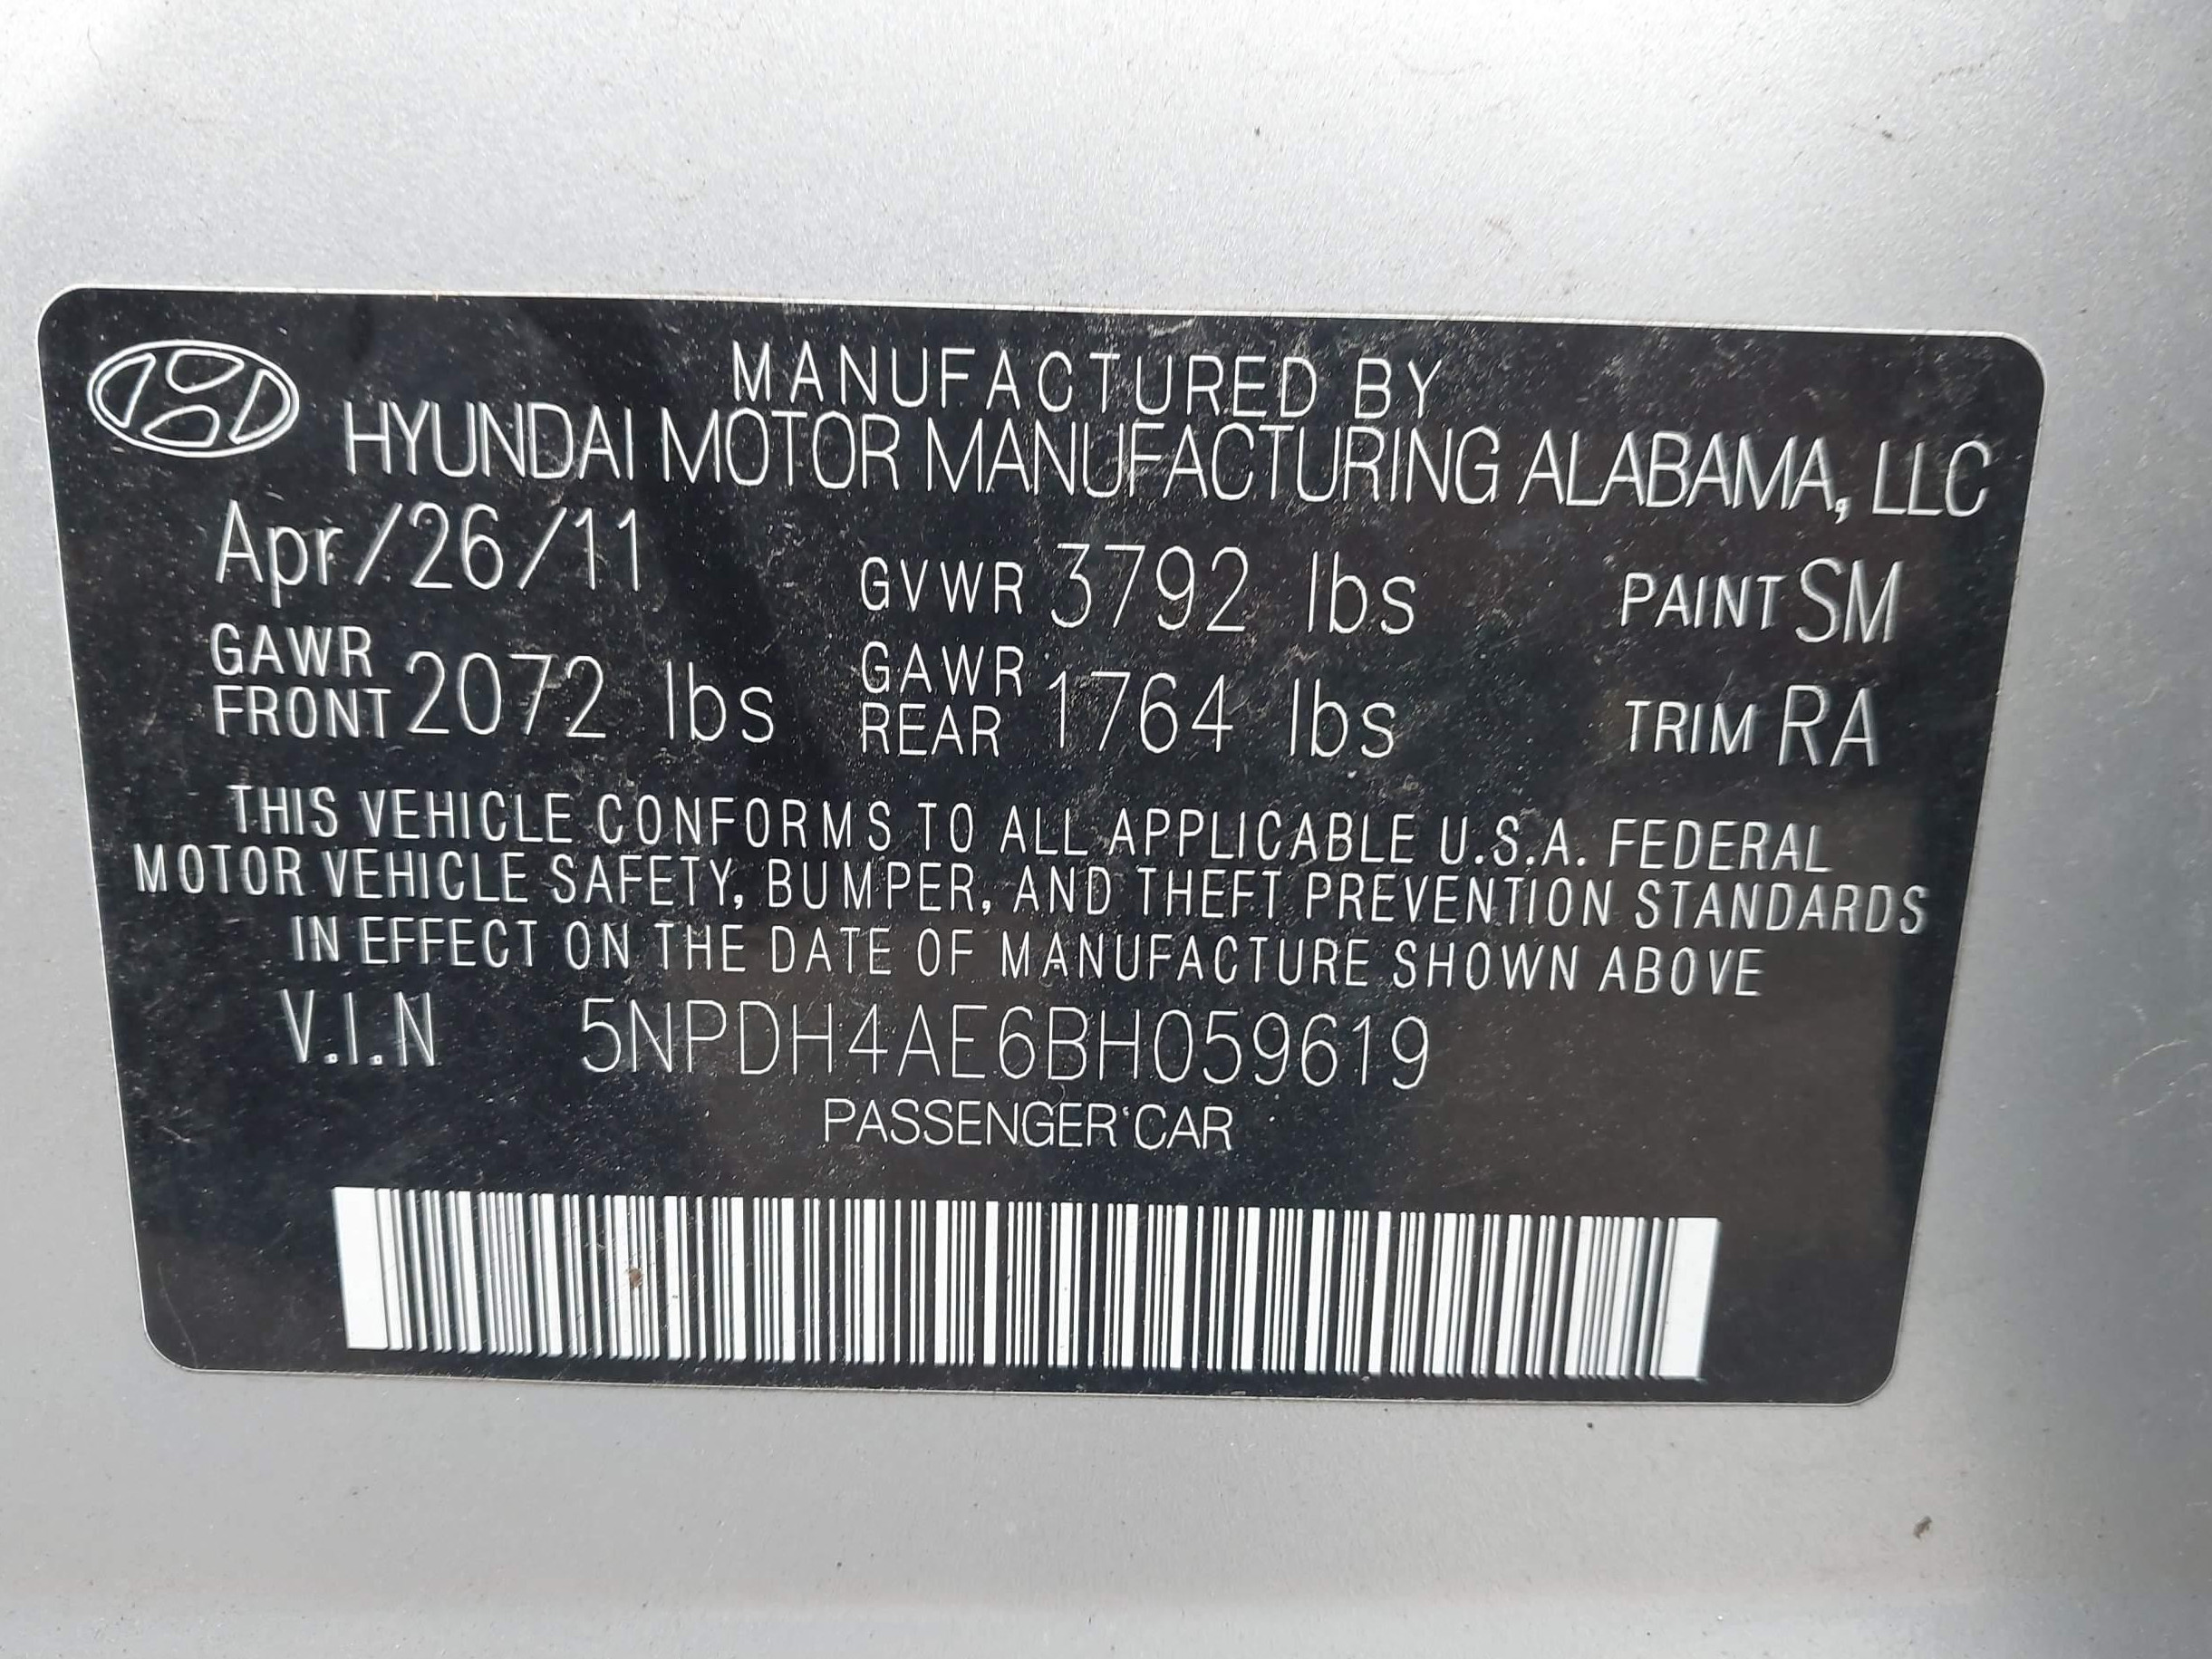 MANUFACTURED BY
HYUNDAI MOTOR MANUFACTURING ALABAMA, LLC
Apr/26/11 GVWR 3792 lbs PAINT SM
GAWR FRONT 2072 lbs GAWR REAR 1764 lbs TRIM RA
THIS VEHICLE CONFORMS TO ALL APPLICABLE U.S.A. FEDERAL
MOTOR VEHICLE SAFETY, BUMPER, AND THEFT PREVENTION STANDARDS
IN EFFECT ON THE DATE OF MANUFACTURE SHOWN ABOVE
V.I.N 5NPDH4AE6BH059619
PASSENGER CAR